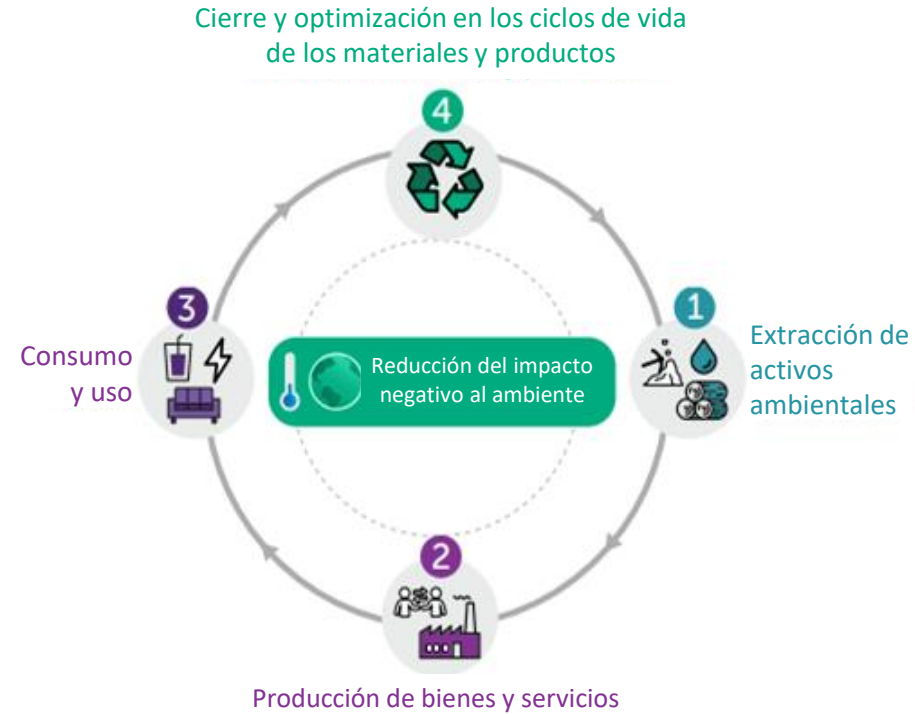 Cierre y optimización en los ciclos de vida
de los materiales y productos
4
3
Consumo
y uso
Reducción del impacto
negativo al ambiente
1
Extracción de
activos
ambientales
2
Producción de bienes y servicios